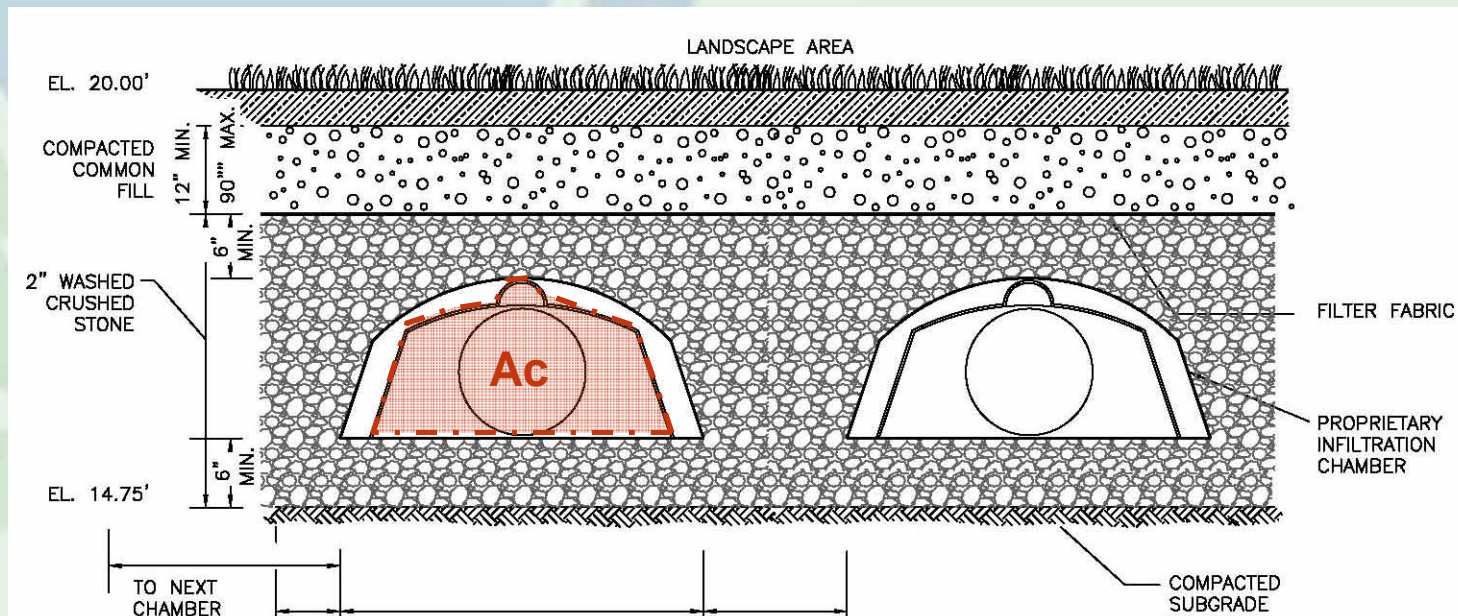 LANDSCAPE AREA
EL. 20.00'
COMPACTED
COMMON
FILL
12" MIN.
90"" MAX.
6"
MIN.
2" WASHED
CRUSHED
STONE
FILTER FABRIC
Ac
PROPRIETARY
INFILTRATION
CHAMBER
6"
MIN.
EL. 14.75'
TO NEXT
CHAMBER
COMPACTED
SUBGRADE